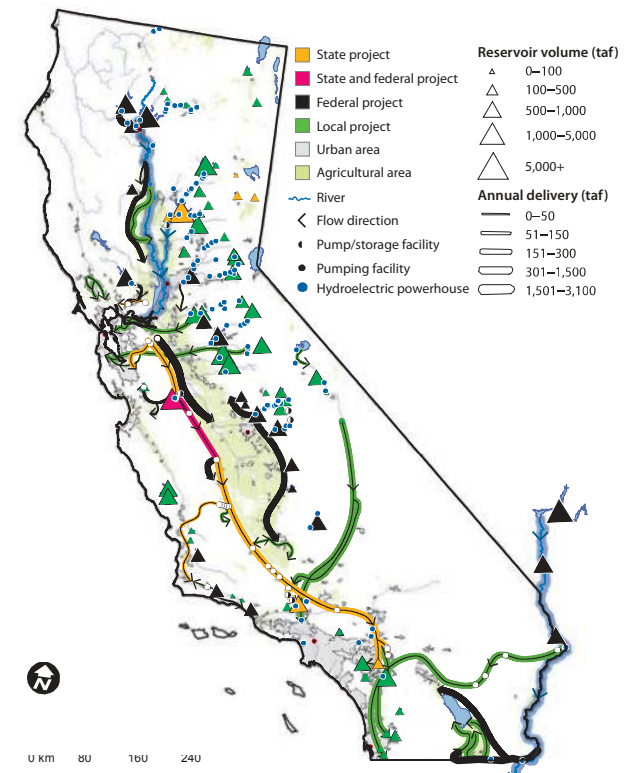 State project
State and federal project
Federal project
Local project
Urban area
Agricultural area
River
Flow direction
Pump/storage facility
Pumping facility
Hydroelectric powerhouse
Reservoir volume (taf)
0–100
100–500
500–1,000
1,000–5,000
5,000+
Annual delivery (taf)
0–50
51–150
151–300
301–1,500
1,501–3,100
N
0 km 80 160 240